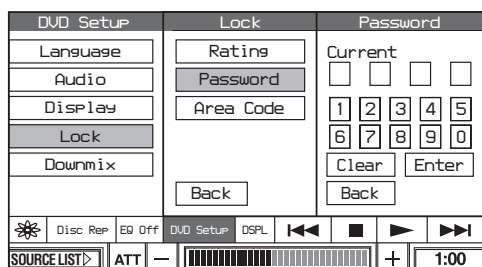 DVD Setup
Lock
Password
Language
Audio
Display
Lock
Downmix
Rating
Password
Area Code
Back
Current
1 2 3 4 5
6 7 8 9 0
Clear Enter
Back
Disc Rep EQ Off DVD Setup DSPL
SOURCE LIST ATT − + 1:00